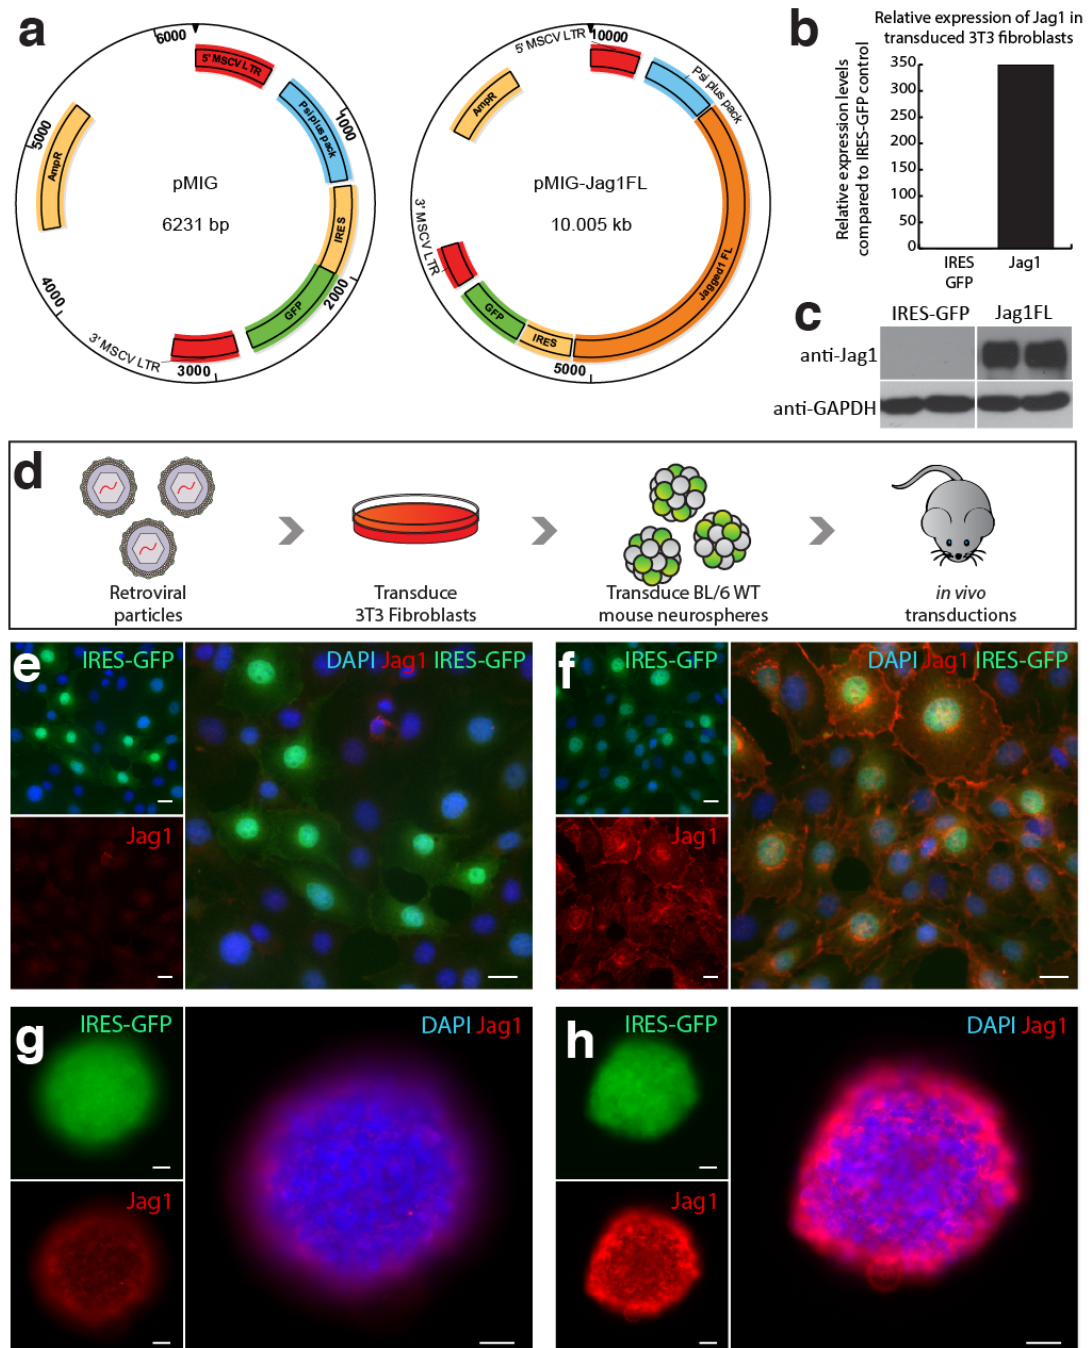 a
6000
5' MSCV LTR
Psi plus pack
1000
IRES
2000
GFP
3' MSCV LTR
3000
4000
5000
AmpR
pMIG
6231 bp
5' MSCV LTR
10000
Psi plus pack
Jagged1 FL
5000
IRES
GFP
3' MSCV LTR
AmpR
pMIG-Jag1FL
10.005 kb
b
Relative expression of Jag1 in
transduced 3T3 fibroblasts
Relative expression levels
compared to IRES-GFP control
350
300
250
200
150
100
50
0
IRES
GFP
Jag1
c
IRES-GFP
Jag1FL
anti-Jag1
anti-GAPDH
d
Retroviral
particles
Transduce
3T3 Fibroblasts
Transduce BL/6 WT
mouse neurospheres
in vivo
transductions
e
IRES-GFP
Jag1
DAPI Jag1 IRES-GFP
f
IRES-GFP
Jag1
DAPI Jag1 IRES-GFP
g
IRES-GFP
Jag1
DAPI Jag1
h
IRES-GFP
Jag1
DAPI Jag1